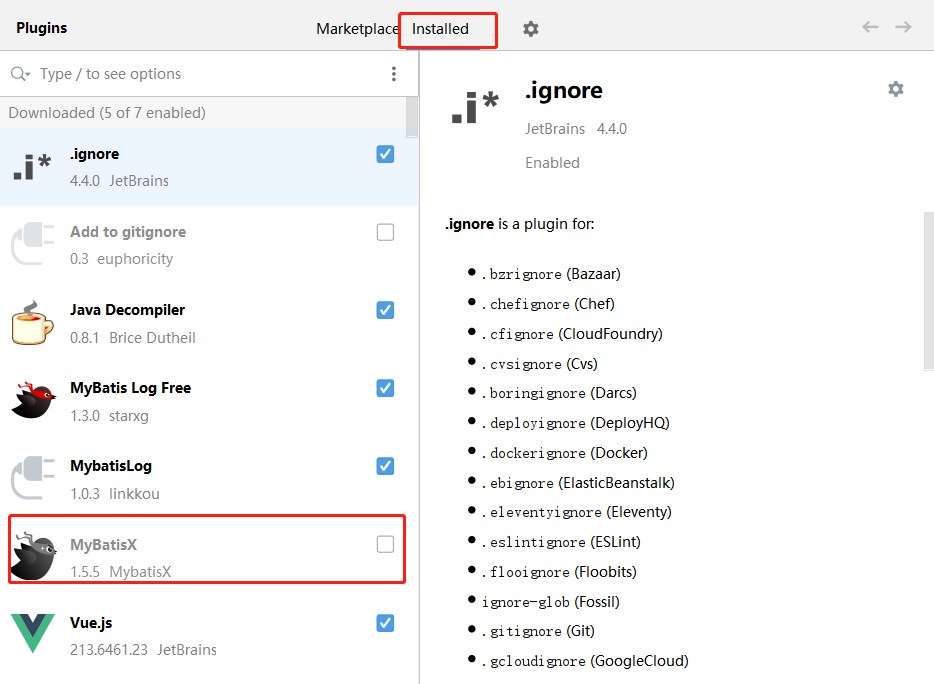 Plugins
Marketplace
Installed
Type / to see options
Downloaded (5 of 7 enabled)
.ignore
4.4.0 JetBrains
Add to gitignore
0.3 euphoricity
Java Decompiler
0.8.1 Brice Dutheil
MyBatis Log Free
1.3.0 starxg
MybatisLog
1.0.3 linkkou
MyBatisX
1.5.5 MybatisX
Vue.js
213.6461.23 JetBrains
.ignore
JetBrains 4.4.0
Enabled
.ignore is a plugin for:
.bzrignore (Bazaar)
.chefignore (Chef)
.cfignore (CloudFoundry)
.cvsignore (Cvs)
.boringignore (Darcs)
.deployignore (DeployHQ)
.dockerignore (Docker)
.ebignore (ElasticBeanstalk)
.eleventyignore (Eleventy)
.eslintignore (ESLint)
.flooignore (Floobits)
ignore-glob (Fossil)
.gitignore (Git)
.gcloudignore (GoogleCloud)